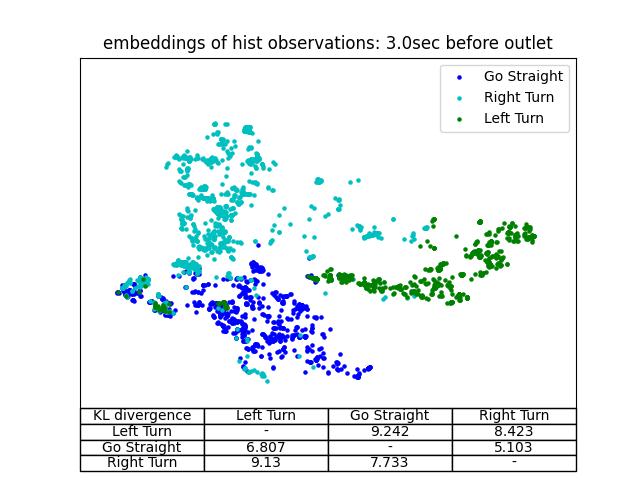 embeddings of hist observations: 3.0sec before outlet
Go Straight
Right Turn
Left Turn
KL divergence Left Turn Go Straight Right Turn
Left Turn - 9.242 8.423
Go Straight 6.807 - 5.103
Right Turn 9.13 7.733 -